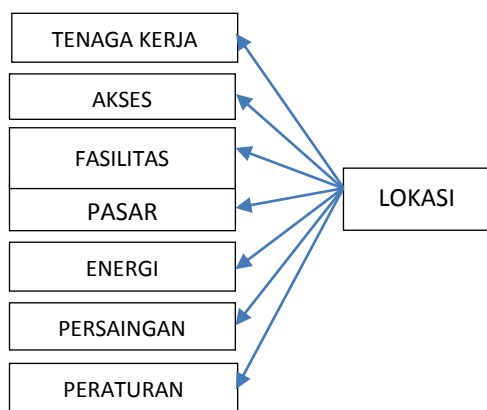 TENAGA KERJA
AKSES
FASILITAS
PASAR
ENERGI
PERSAINGAN
PERATURAN
LOKASI